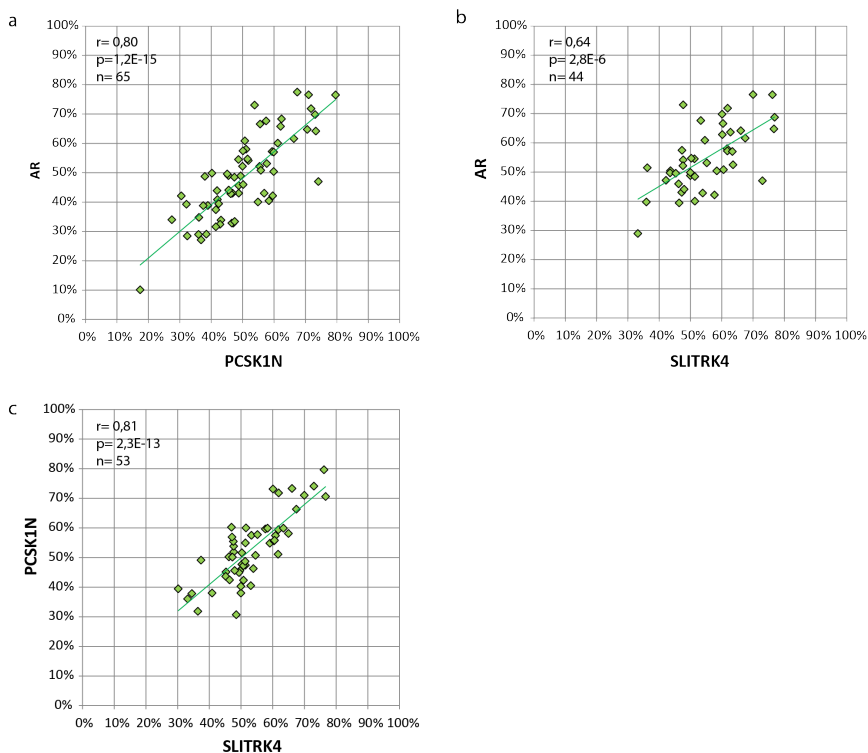 a
r= 0,80
p=1,2E-15
n= 65
100%
90%
80%
70%
60%
50%
40%
30%
20%
10%
0%
AR
0% 10% 20% 30% 40% 50% 60% 70% 80% 90% 100%
PCSK1N
b
r= 0,64
p= 2,8E-6
n= 44
100%
90%
80%
70%
60%
50%
40%
30%
20%
10%
0%
AR
0% 10% 20% 30% 40% 50% 60% 70% 80% 90% 100%
SLITRK4
c
r= 0,81
p= 2,3E-13
n= 53
100%
90%
80%
70%
60%
50%
40%
30%
20%
10%
0%
PCSK1N
0% 10% 20% 30% 40% 50% 60% 70% 80% 90% 100%
SLITRK4